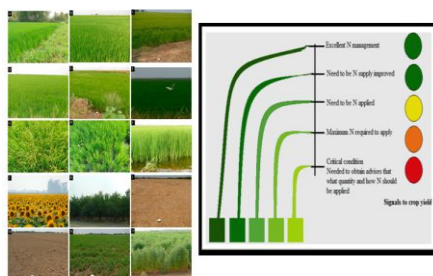 Excellent N management
Need to be N supply improved
Need to be N applied
Maximum N required to apply
Critical condition
Needed to obtain advices that
what quantity and how N should
be applied
Signals to crop yield